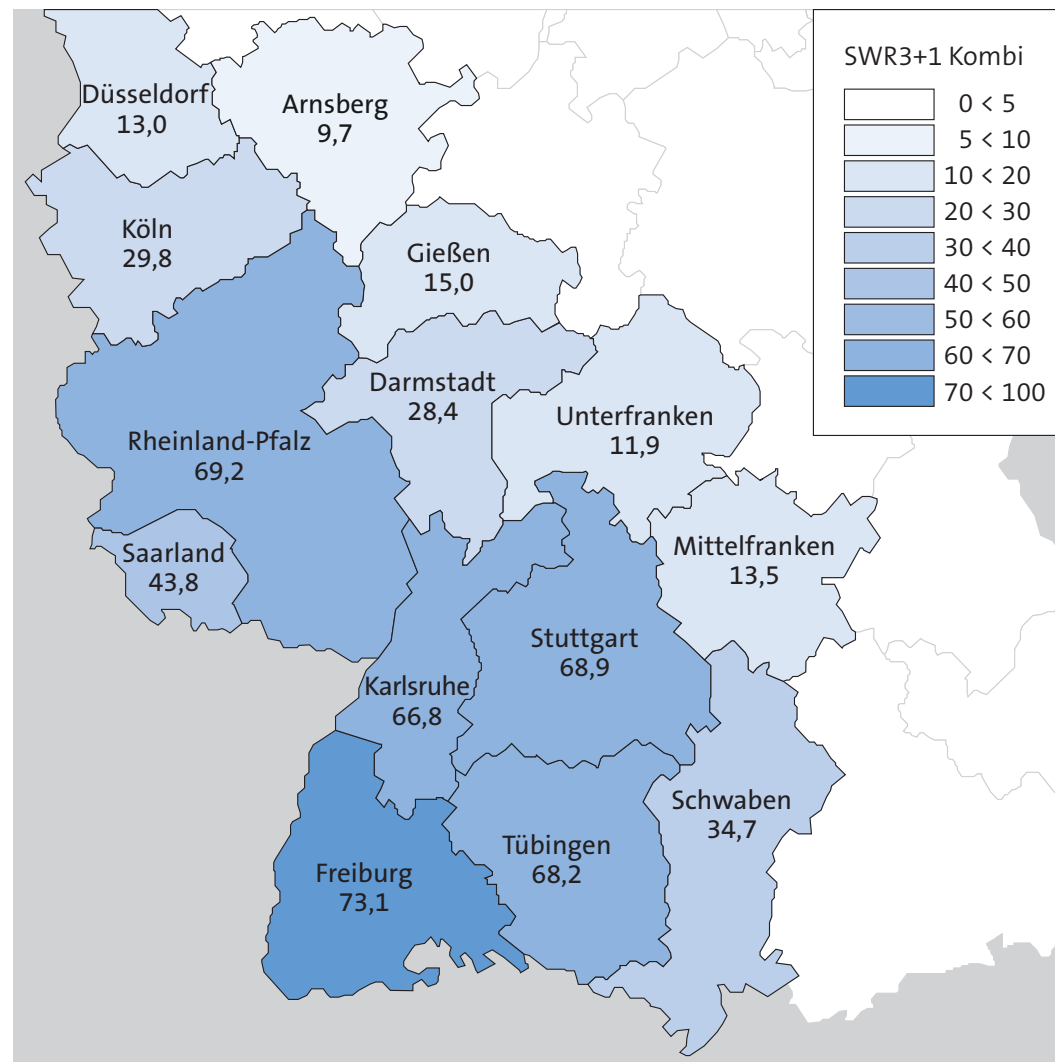 SWR3+1 Kombi
0 < 5
5 < 10
10 < 20
20 < 30
30 < 40
40 < 50
50 < 60
60 < 70
70 < 100
Düsseldorf
13,0
Arnsberg
9,7
Köln
29,8
Gießen
15,0
Darmstadt
28,4
Unterfranken
11,9
Rheinland-Pfalz
69,2
Saarland
43,8
Mittelfranken
13,5
Stuttgart
68,9
Karlsruhe
66,8
Schwaben
34,7
Tübingen
68,2
Freiburg
73,1